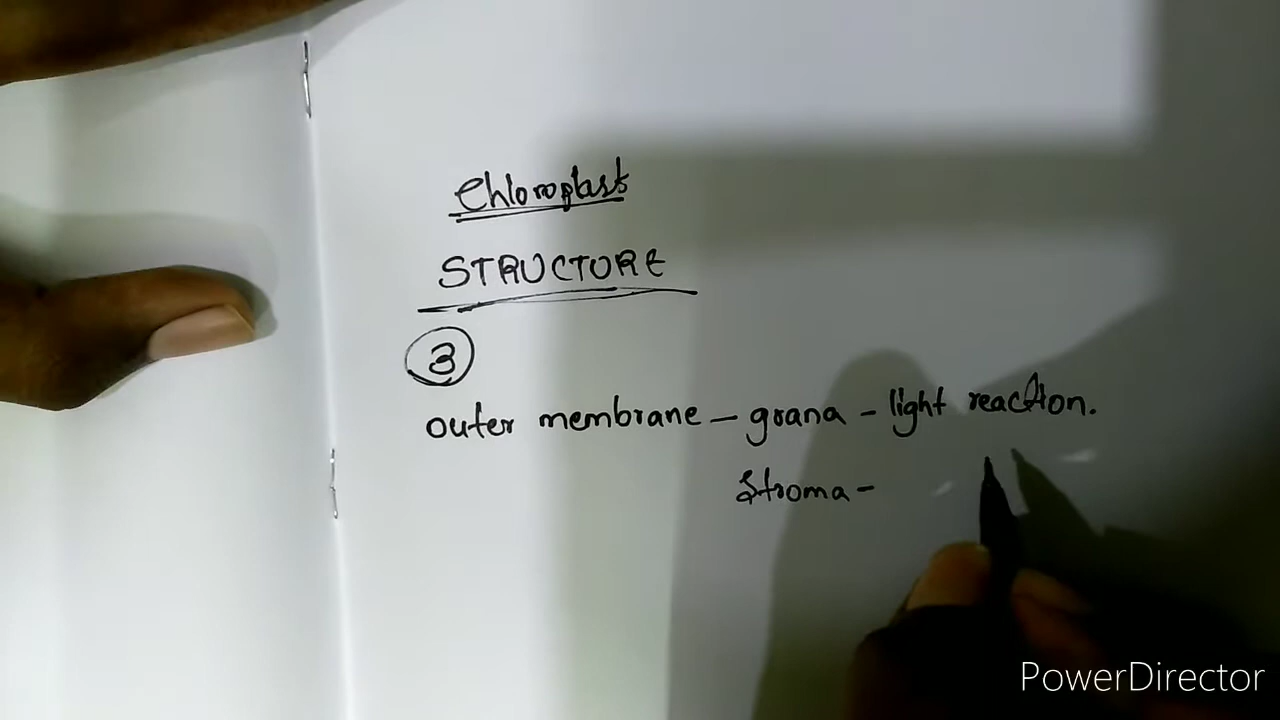 Chloroplast
STRUCTURE
3
outer membrane - grana - light reaction.
Stroma -
PowerDirector